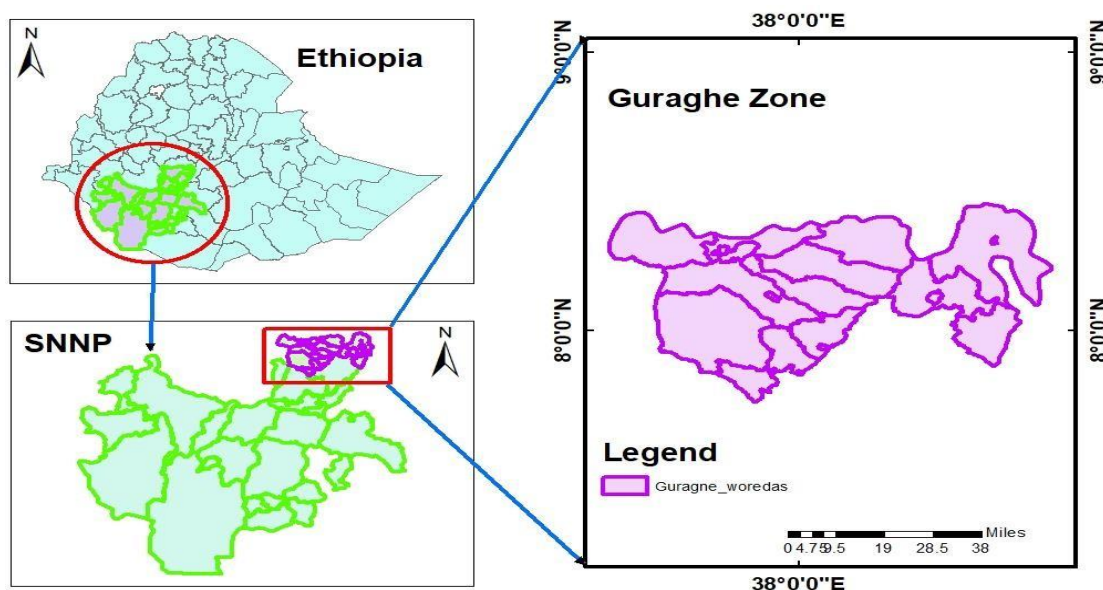 N
Ethiopia
SNNP
N
38°0'0"E
9°0'0"N
9°0'0"N
Guraghe Zone
8°0'0"N
8°0'0"N
Legend
Guragne_woredas
Miles
0 4.75 9.5 19 28.5 38
38°0'0"E